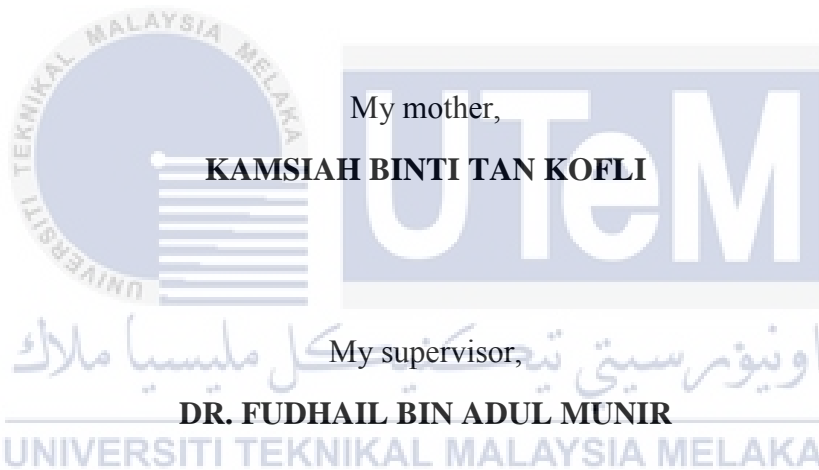 UNIVERSITI TEKNIKAL MALAYSIA MELAKA
UTeM
My mother,
KAMSIAH BINTI TAN KOFLI
اونيۏرسيتي تيكنيكل مليسيا ملاك
My supervisor,
DR. FUDHAIL BIN ADUL MUNIR
UNIVERSITI TEKNIKAL MALAYSIA MELAKA